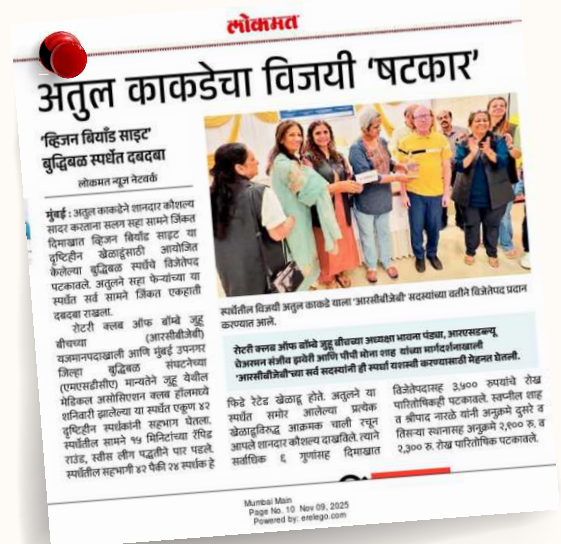 लोकमत
अतुल काकडेचा विजयी ‘षटकार’
‘व्हिजन बियाँड साइट’
बुद्धिबळ स्पर्धेत दबदबा
लोकमत न्यूज नेटवर्क
मुंबई : अतुल काकडेने शानदार कौशल्य
सादर करताना सलग सहा सामने जिंकत
दिमाखात व्हिजन बियाँड साइट या
दृष्टिहीन खेळाडूंसाठी आयोजित
केलेल्या बुद्धिबळ स्पर्धेचे विजेतेपद
पटकावले. अतुलने सहा फेऱ्यांच्या या
स्पर्धेत सर्व सामने जिंकत एकहाती
दबदबा राखला.
रोटरी क्लब ऑफ बॉम्बे जुहू
बीचच्या (आरसीबीजेबी)
यजमानपदाखाली आणि मुंबई उपनगर
जिल्हा बुद्धिबळ संघटनेच्या
(एमएसडीसीए) मान्यतेने जुहू येथील
मेडिकल असोसिएशन क्लब हॉलमध्ये
शनिवारी झालेल्या या स्पर्धेत एकूण ४२
दृष्टिहीन स्पर्धकांनी सहभाग घेतला.
स्पर्धेतील सामने १५ मिनिटांच्या रॅपिड
राउंड, स्वीस लीग पद्धतीने पार पडले.
स्पर्धेतील सहभागी ४२ पैकी २४ स्पर्धक हे
स्पर्धेतील विजयी अतुल काकडे याला ‘आरसीबीजेबी’ सदस्यांच्या वतीने विजेतेपद प्रदान
करण्यात आले.
रोटरी क्लब ऑफ बॉम्बे जुहू बीचच्या अध्यक्षा भावना पंड्या, आरएसडब्ल्यू
चेअरमन संजीव झवेरी आणि पीपी मोना शाह यांच्या मार्गदर्शनाखाली
‘आरसीबीजेबी’च्या सर्व सदस्यांनी ही स्पर्धा यशस्वी करण्यासाठी मेहनत घेतली.
फिडे रेटेड खेळाडू होते. अतुलने या
स्पर्धेत समोर आलेल्या प्रत्येक
खेळाडूविरुद्ध आक्रमक चाली रचून
आपले शानदार कौशल्य दाखविले. त्याने
सर्वाधिक ६ गुणांसह दिमाखात
विजेतेपदासह ३,५०० रुपयांचे रोख
पारितोषिकही पटकावले. स्वप्नील शाह
व श्रीपाद नारळे यांनी अनुक्रमे दुसरे व
तिसऱ्या स्थानासह अनुक्रमे २,९०० रु. व
२,३०० रु. रोख पारितोषिक पटकावले.
Mumbai Main
Page No. 10 Nov 09, 2025
Powered by: erelego.com